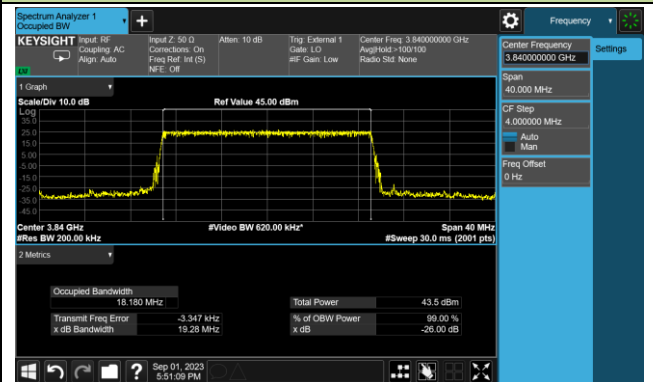 Spectrum Analyzer 1
Occupied BW
Frequency
KEYSIGHT
Input: RF
Coupling: AC
Align: Auto
Input Z: 50 Ω
Corrections: On
Freq Ref: Int (S)
NFE: Off
Atten: 10 dB
Trig: External 1
Gate: LO
#IF Gain: Low
Center Freq: 3.840000000 GHz
Avg|Hold:>100/100
Radio Std: None
Center Frequency
3.840000000 GHz
Settings
Span
40.000 MHz
CF Step
4.000000 MHz
Auto
Man
Freq Offset
0 Hz
1 Graph
Scale/Div 10.0 dB
Ref Value 45.00 dBm
Log
35.0
25.0
15.0
5.00
-5.00
-15.0
-25.0
-35.0
-45.0
Center 3.84 GHz
#Video BW 620.00 kHz*
Span 40 MHz
#Res BW 200.00 kHz
#Sweep 30.0 ms (2001 pts)
2 Metrics
Occupied Bandwidth
18.180 MHz
Total Power
43.5 dBm
Transmit Freq Error
-3.347 kHz
% of OBW Power
99.00 %
x dB Bandwidth
19.28 MHz
x dB
-26.00 dB
?
Sep 01, 2023
5:51:09 PM